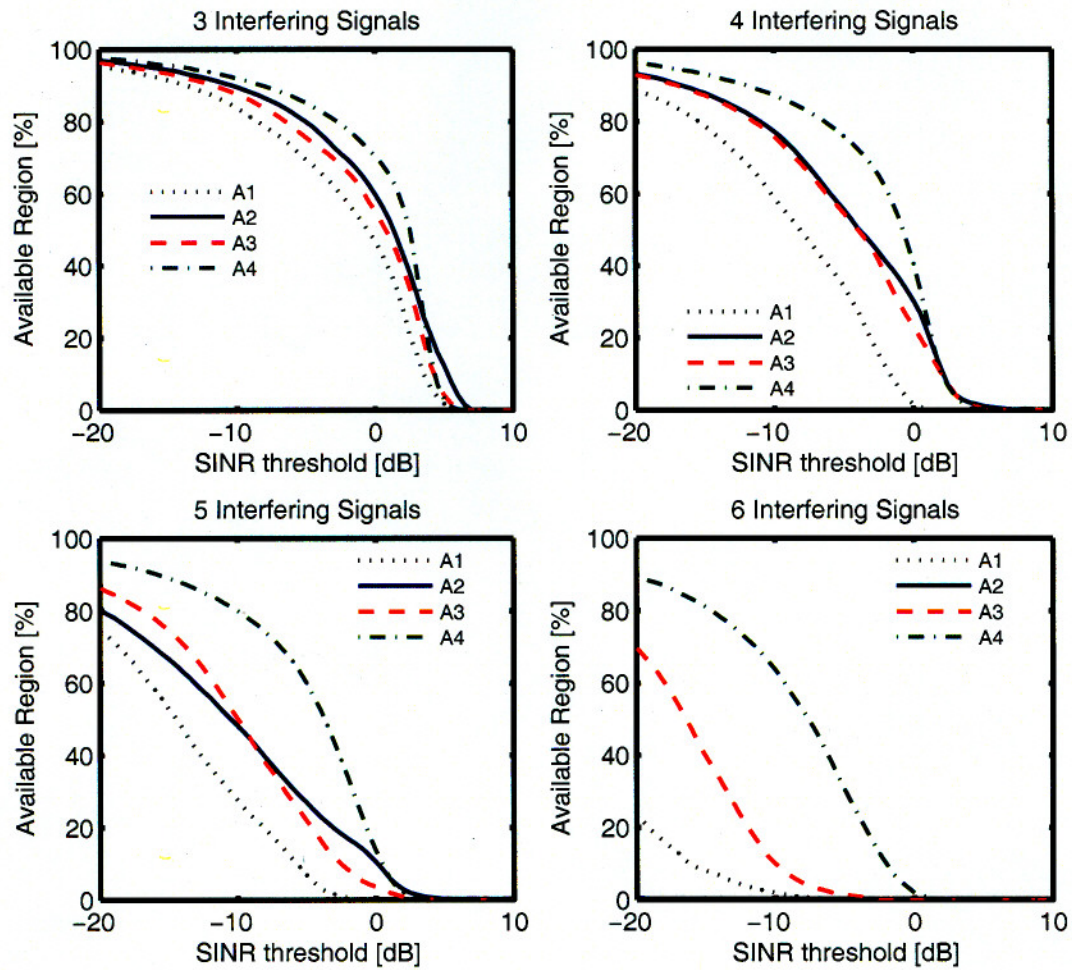 3 Interfering Signals
100
80
60
40
20
0
Available Region [%]
A1
A2
A3
A4
−20
−10
0
10
SINR threshold [dB]
4 Interfering Signals
100
80
60
40
20
0
Available Region [%]
A1
A2
A3
A4
−20
−10
0
10
SINR threshold [dB]
5 Interfering Signals
100
80
60
40
20
0
Available Region [%]
A1
A2
A3
A4
−20
−10
0
10
SINR threshold [dB]
6 Interfering Signals
100
80
60
40
20
0
Available Region [%]
A1
A2
A3
A4
−20
−10
0
10
SINR threshold [dB]